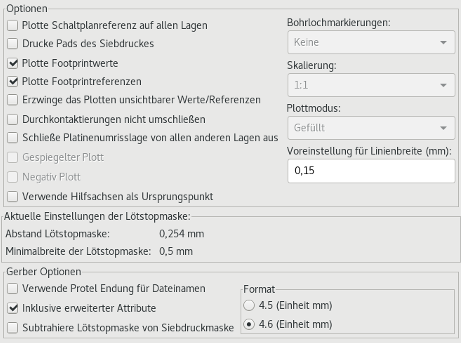 Optionen
Plotte Schaltplanreferenz auf allen Lagen
Drucke Pads des Siebdruckes
Plotte Footprintwerte
Plotte Footprintreferenzen
Erzwinge das Plotten unsichtbarer Werte/Referenzen
Durchkontaktierungen nicht umschließen
Schließe Platinenumrisslage von allen anderen Lagen aus
Gespiegelter Plott
Negativ Plott
Verwende Hilfsachsen als Ursprungspunkt
Bohrlochmarkierungen:
Keine
Skalierung:
1:1
Plottmodus:
Gefüllt
Voreinstellung für Linienbreite (mm):
0,15
Aktuelle Einstellungen der Lötstopmaske:
Abstand Lötstopmaske: 0,254 mm
Minimalbreite der Lötstopmaske: 0,5 mm
Gerber Optionen
Verwende Protel Endung für Dateinamen
Inklusive erweiterter Attribute
Subtrahiere Lötstopmaske von Siebdruckmaske
Format
4.5 (Einheit mm)
4.6 (Einheit mm)